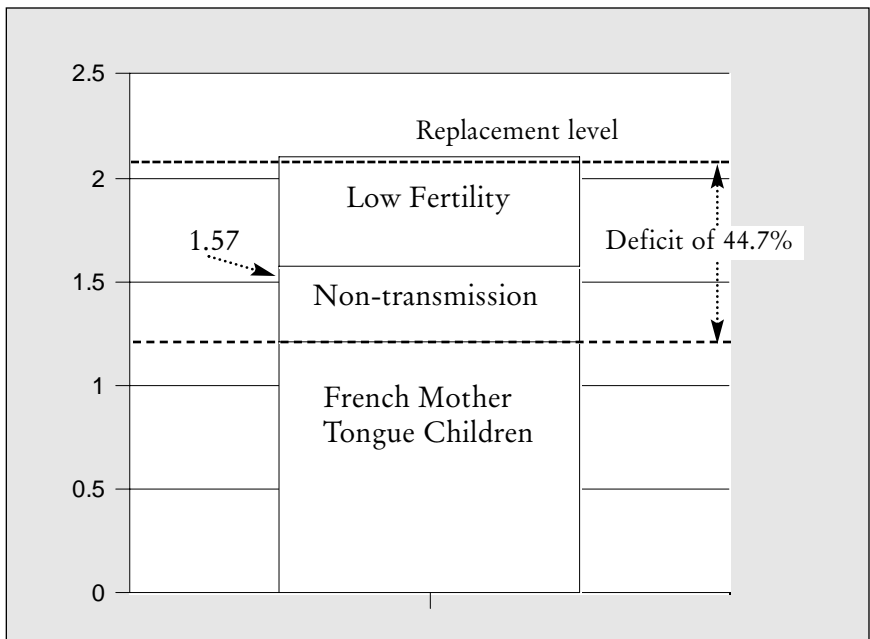 2.5
Replacement level
2
Low Fertility
1.57
Deficit of 44.7%
1.5
Non-transmission
1
French Mother
Tongue Children
0.5
0